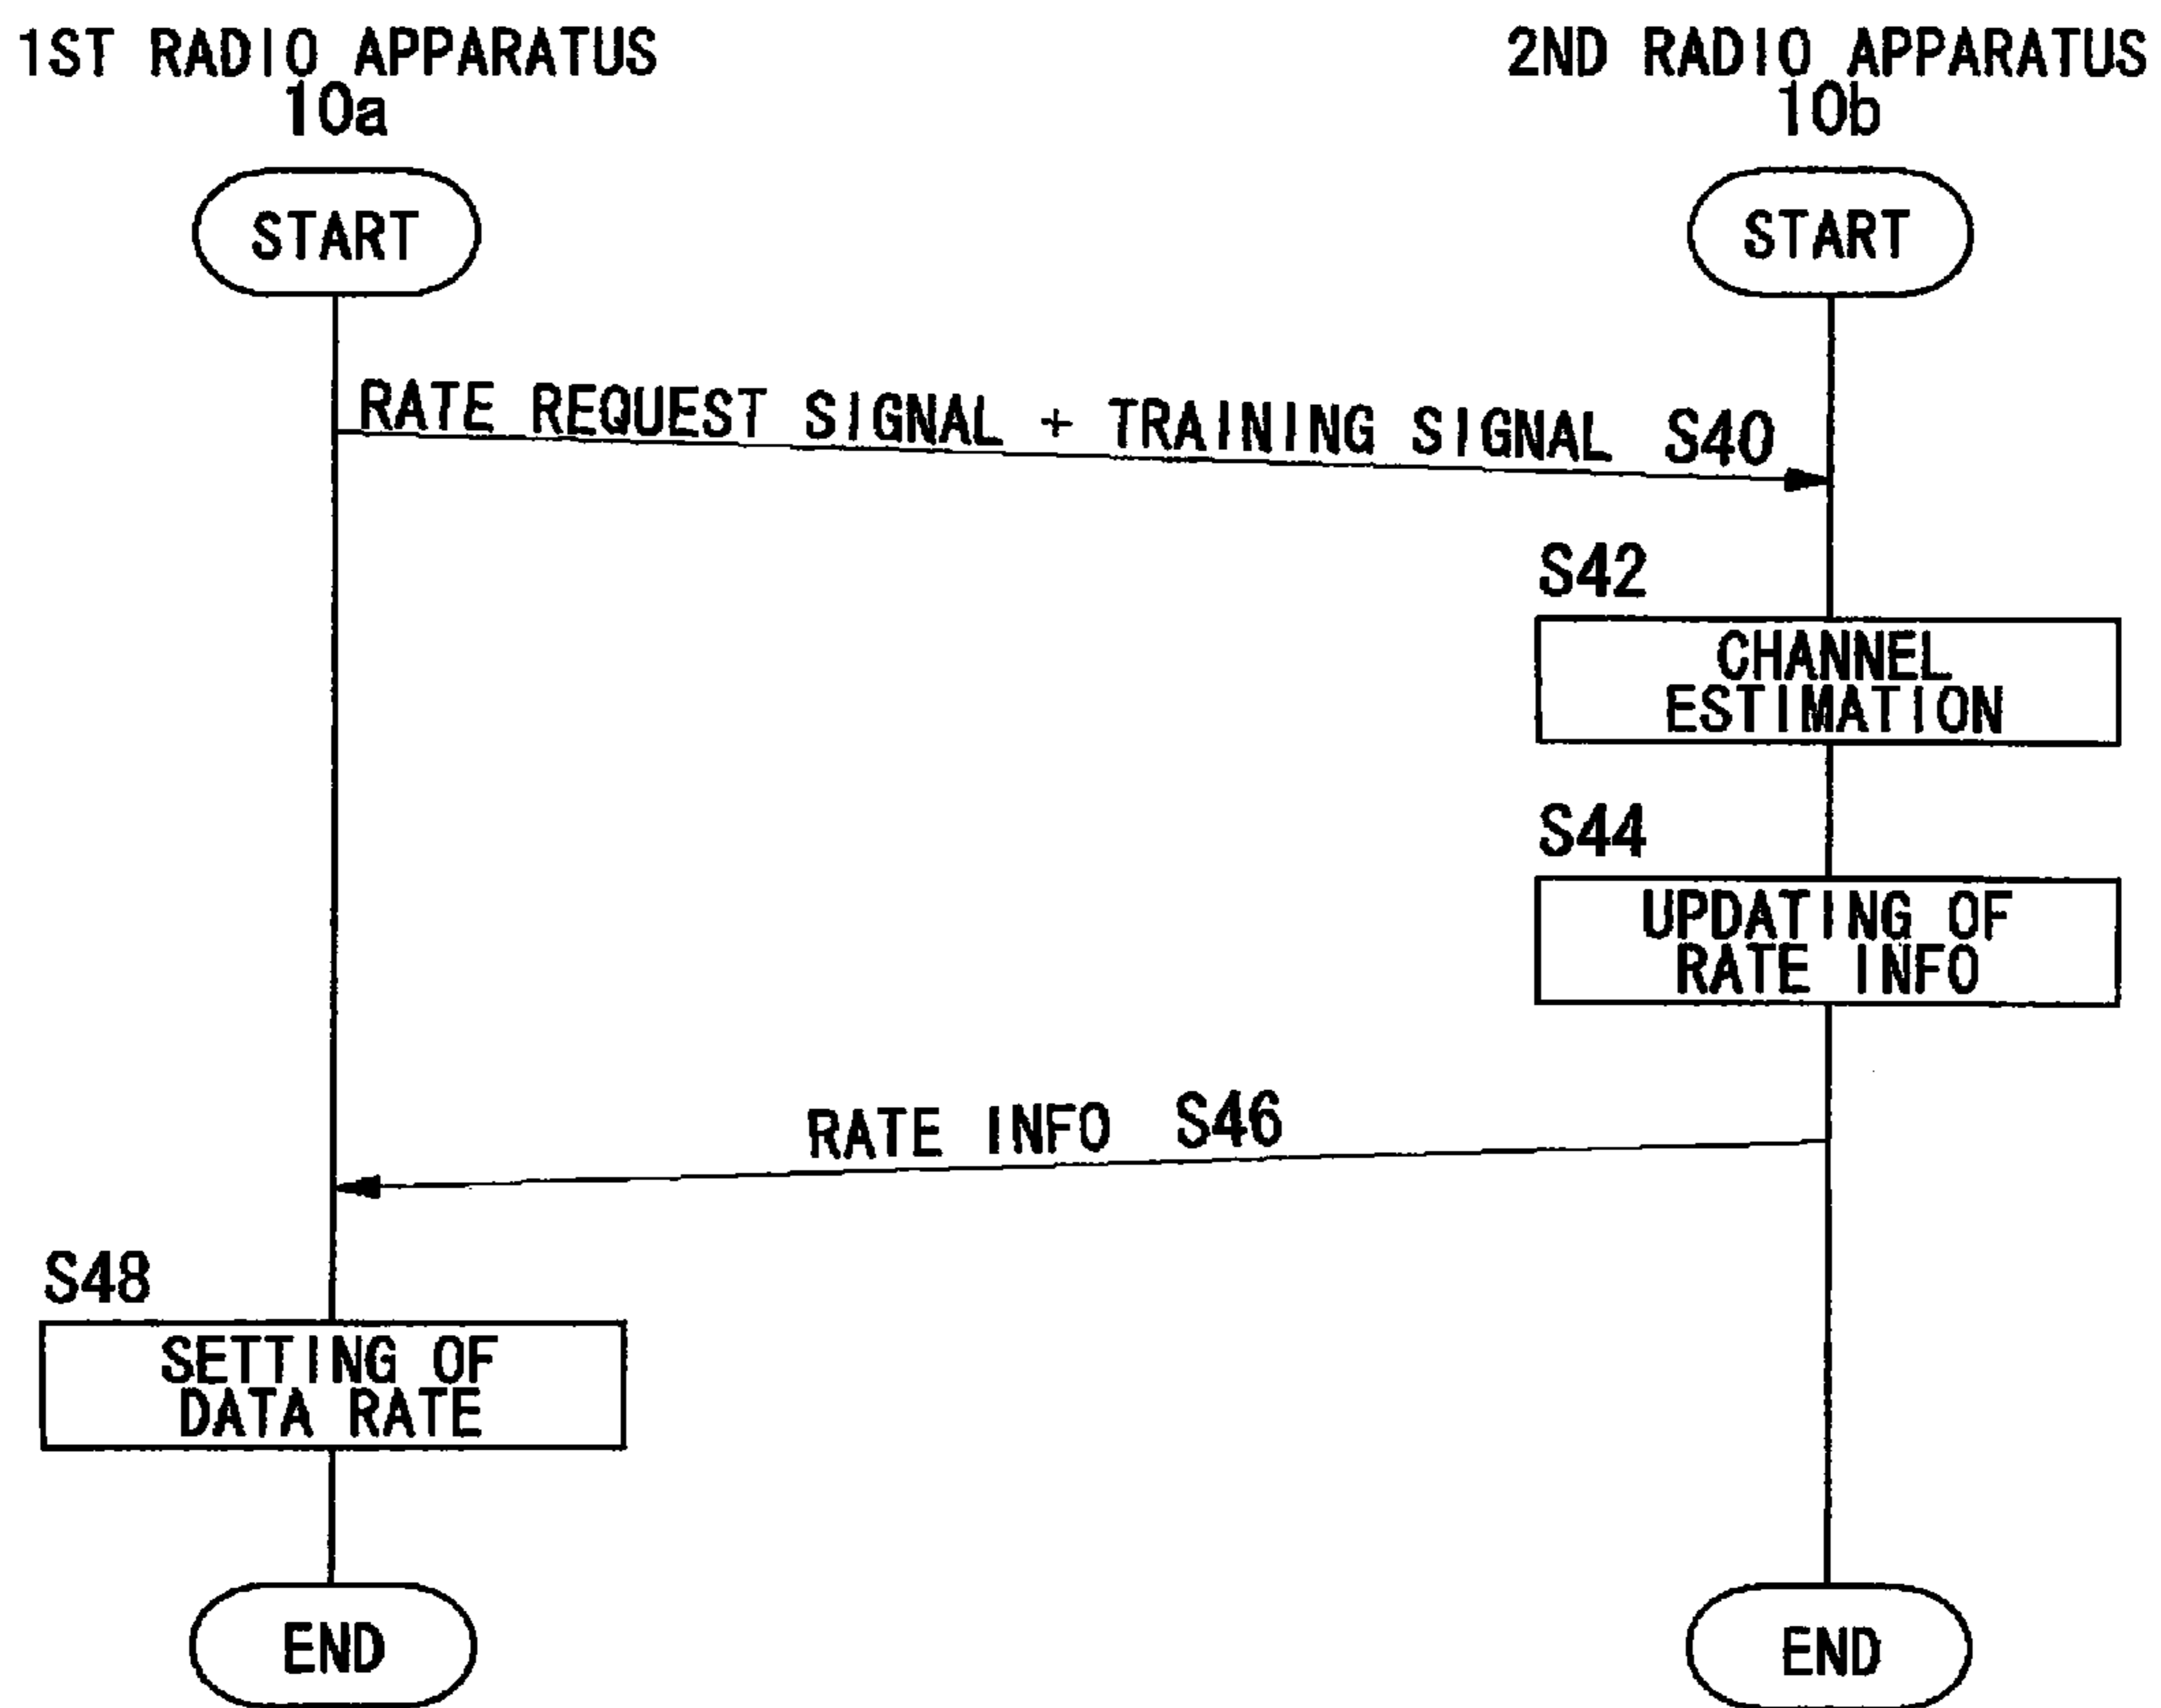 1ST RADIO APPARATUS
10a
2ND RADIO APPARATUS
10b
START
START
RATE REQUEST SIGNAL + TRAINING SIGNAL S40
S42
CHANNEL
ESTIMATION
S44
UPDATING OF
RATE INFO
RATE INFO S46
S48
SETTING OF
DATA RATE
END
END